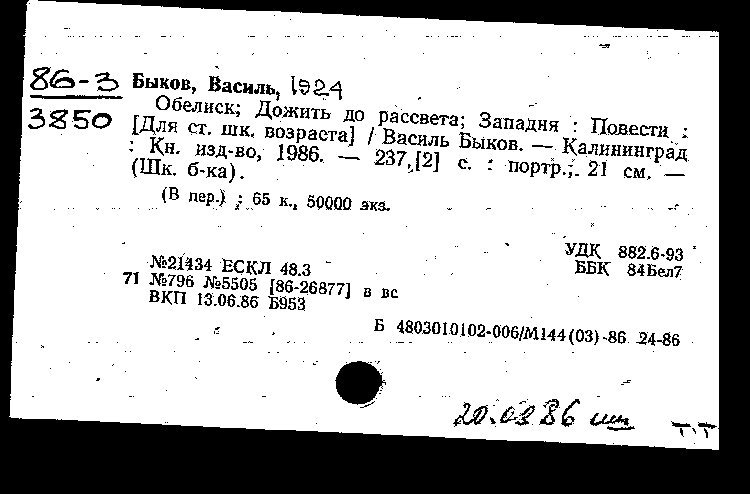 86-3
3850
Быков, Василь, 1924
Обелиск; Дожить до рассвета; Западня : Повести :
[Для ст. шк. возраста] / Василь Быков. — Калининград
: Кн. изд-во, 1986. — 237,[2] с. : портр.; 21 см. —
(Шк. б-ка).
(В пер.) : 65 к., 50000 экз.
УДК 882.6-93
ББК 84Бел7
№21434 ЕСКЛ 48.3
71 №796 №5505 [86-26877] в вс
ВКП 13.06.86 Б953
Б 4803010102-006/М144(03)-86 24-86
20.08 86